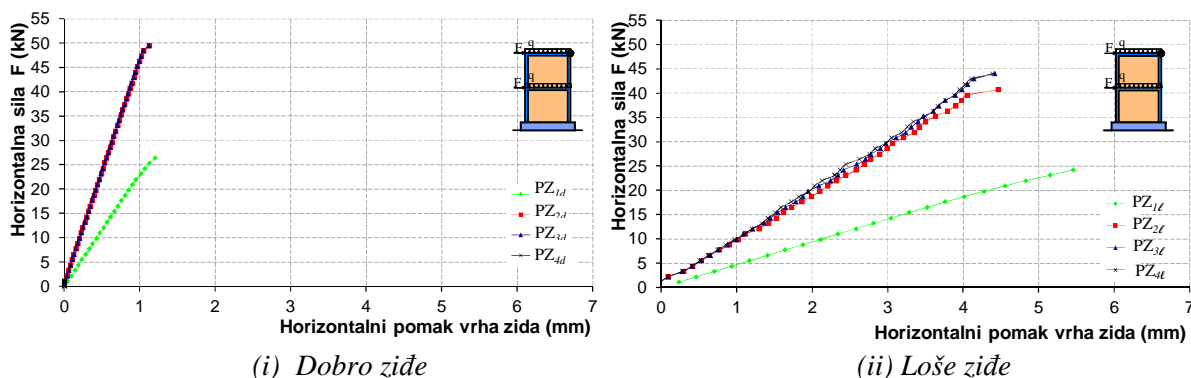 Horizontalna sila F (kN)
55
50
45
40
35
30
25
20
15
10
5
0
0 1 2 3 4 5 6 7
Horizontalni pomak vrha zida (mm)
F q
F q
PZ1d
PZ2d
PZ3d
PZ4d
(i) Dobro ziđe
Horizontalna sila F (kN)
55
50
45
40
35
30
25
20
15
10
5
0
0 1 2 3 4 5 6 7
Horizontalni pomak vrha zida (mm)
F q
F q
PZ1ℓ
PZ2ℓ
PZ3ℓ
PZ4ℓ
(ii) Loše ziđe